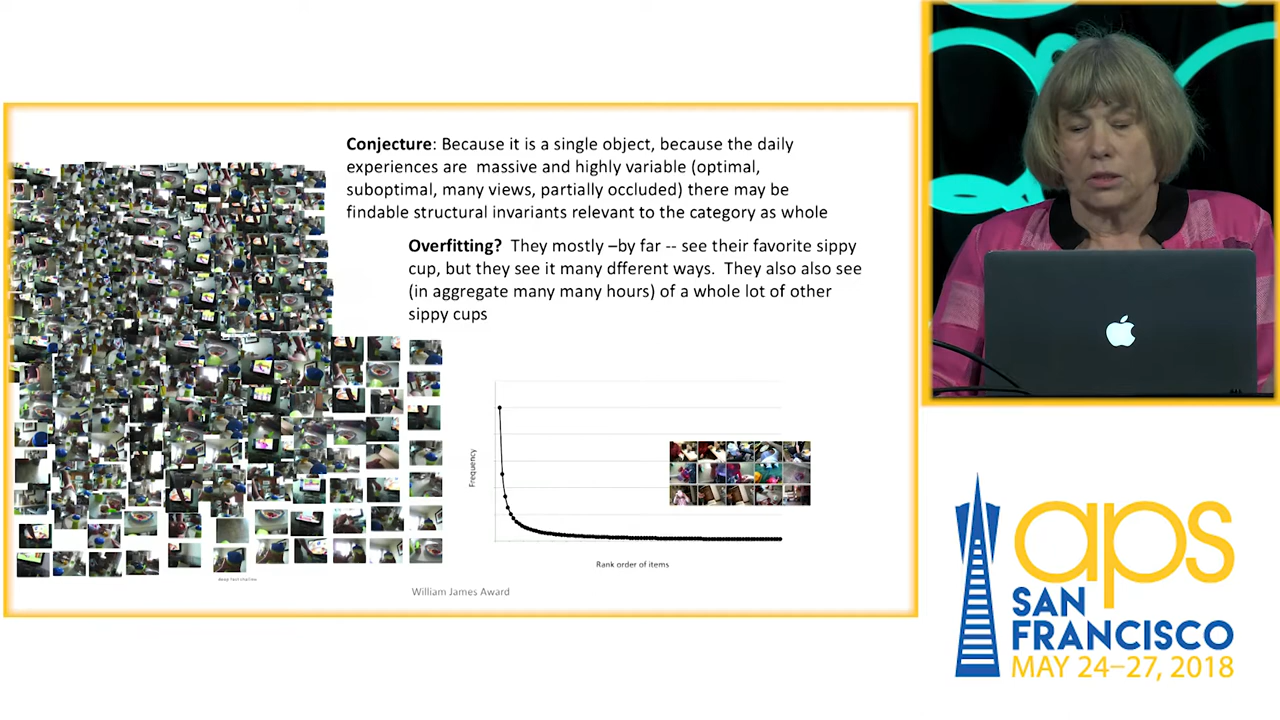 Conjecture: Because it is a single object, because the daily
experiences are massive and highly variable (optimal,
suboptimal, many views, partially occluded) there may be
findable structural invariants relevant to the category as whole
Overfitting? They mostly –by far -- see their favorite sippy
cup, but they see it many dfferent ways. They also also see
(in aggregate many many hours) of a whole lot of other
sippy cups
Frequency
Rank order of items
William James Award
aps
SAN
FRANCISCO
MAY 24–27, 2018